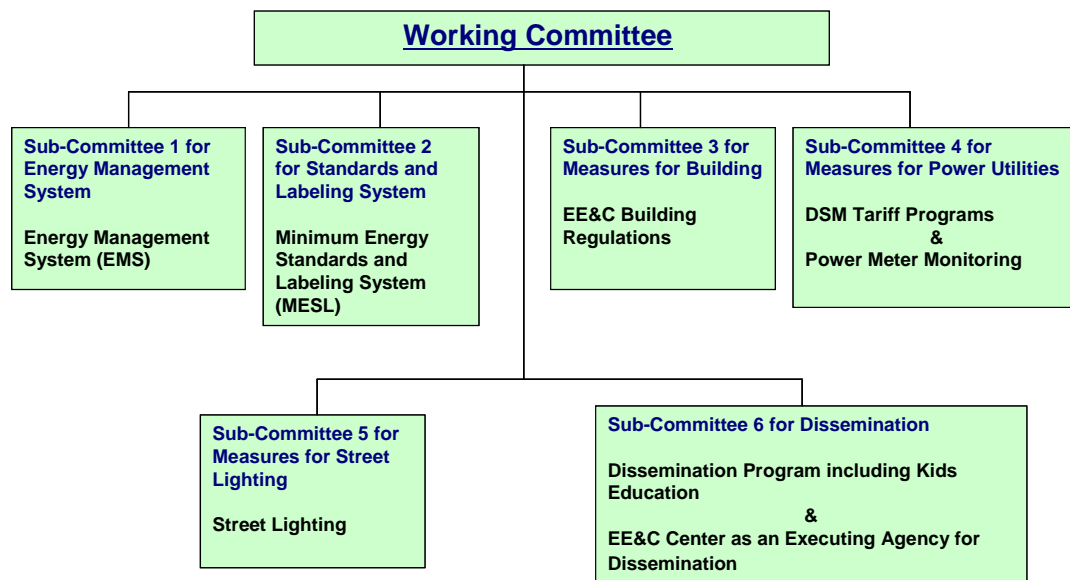 Working Committee
Sub-Committee 1 for
Energy Management
System
Energy Management
System (EMS)
Sub-Committee 2
for Standards and
Labeling System
Minimum Energy
Standards and
Labeling System
(MESL)
Sub-Committee 3 for
Measures for Building
EE&C Building
Regulations
Sub-Committee 4 for
Measures for Power Utilities
DSM Tariff Programs
&
Power Meter Monitoring
Sub-Committee 5 for
Measures for Street
Lighting
Street Lighting
Sub-Committee 6 for Dissemination
Dissemination Program including Kids
Education
&
EE&C Center as an Executing Agency for
Dissemination